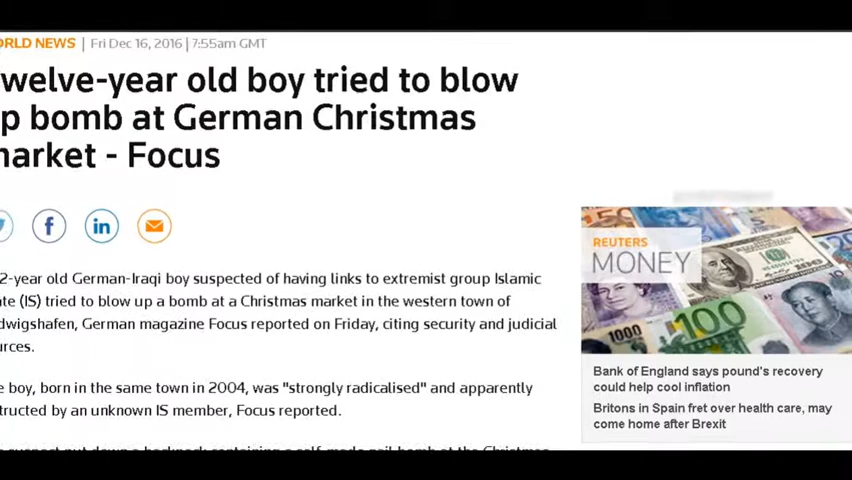 ORLD NEWS | Fri Dec 16, 2016 | 7:55am GMT
welve-year old boy tried to blow
p bomb at German Christmas
narket - Focus
f in
REUTERS
MONEY
100
1000
100
2-year old German-Iraqi boy suspected of having links to extremist group Islamic
te (IS) tried to blow up a bomb at a Christmas market in the western town of
dwigshafen, German magazine Focus reported on Friday, citing security and judicial
urces.
e boy, born in the same town in 2004, was "strongly radicalised" and apparently
tructed by an unknown IS member, Focus reported.
Bank of England says pound's recovery
could help cool inflation
Britons in Spain fret over health care, may
come home after Brexit